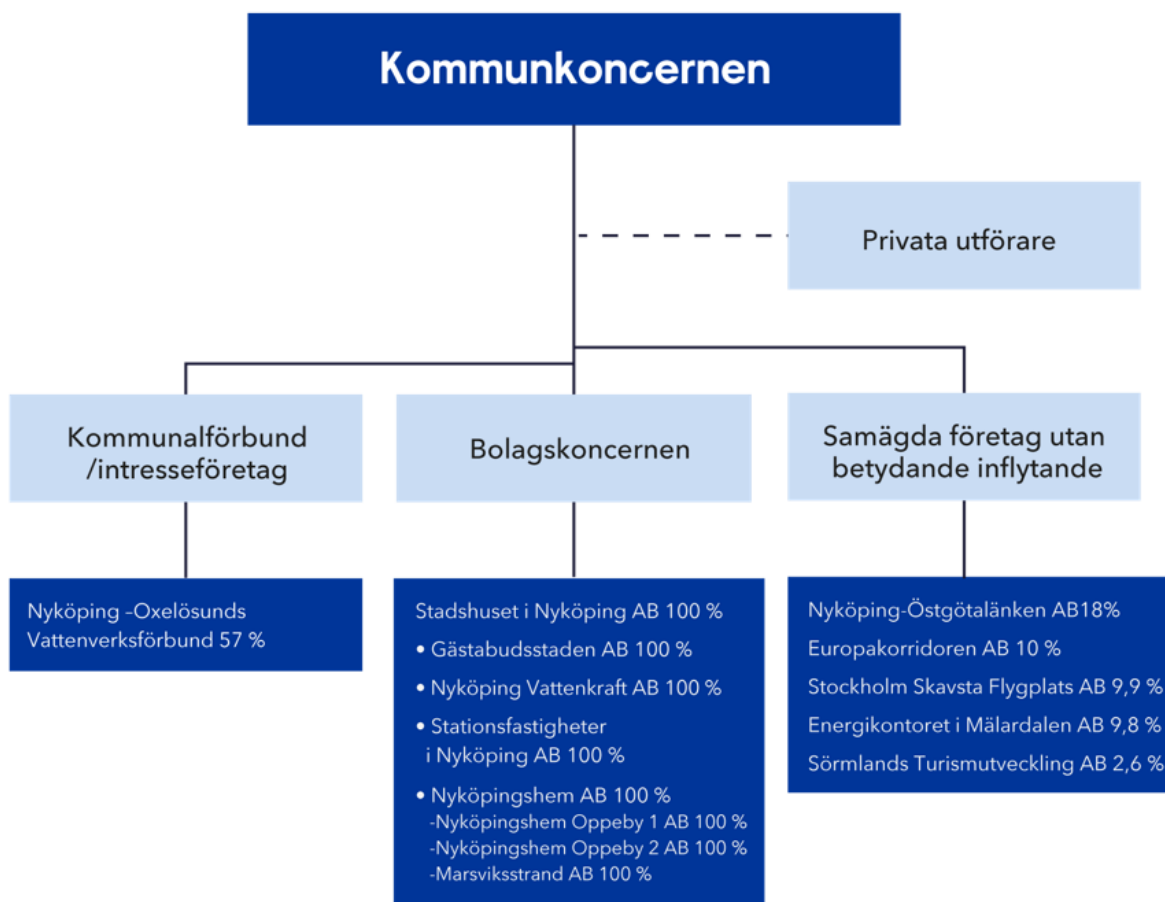 Kommunkoncernen
Privata utförare
Kommunalförbund
/intresseföretag
Bolagskoncernen
Samägda företag utan
betydande inflytande
Nyköping –Oxelösunds
Vattenverksförbund 57 %
Stadshuset i Nyköping AB 100 %
• Gästabudsstaden AB 100 %
• Nyköping Vattenkraft AB 100 %
• Stationsfastigheter
i Nyköping AB 100 %
• Nyköpingshem AB 100 %
-Nyköpingshem Oppeby 1 AB 100 %
-Nyköpingshem Oppeby 2 AB 100 %
-Marsviksstrand AB 100 %
Nyköping-Östgötalänken AB18%
Europakorridoren AB 10 %
Stockholm Skavsta Flygplats AB 9,9 %
Energikontoret i Mälardalen AB 9,8 %
Sörmlands Turismutveckling AB 2,6 %